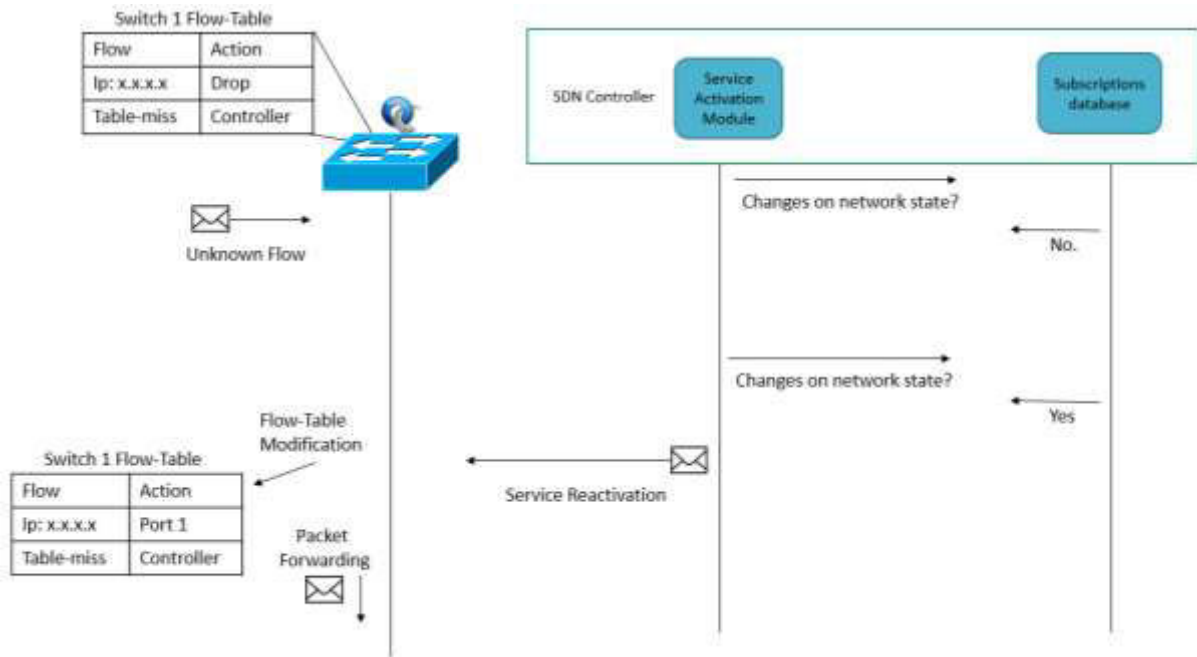 Switch 1 Flow-Table
Flow Action
Ip: x.x.x.x Drop
Table-miss Controller
SDN Controller
Service
Activation
Module
Subscriptions
database
Changes on network state?
Unknown Flow
No.
Changes on network state?
Yes
Flow-Table
Modification
Service Reactivation
Switch 1 Flow-Table
Flow Action
Ip: x.x.x.x Port 1
Table-miss Controller
Packet
Forwarding